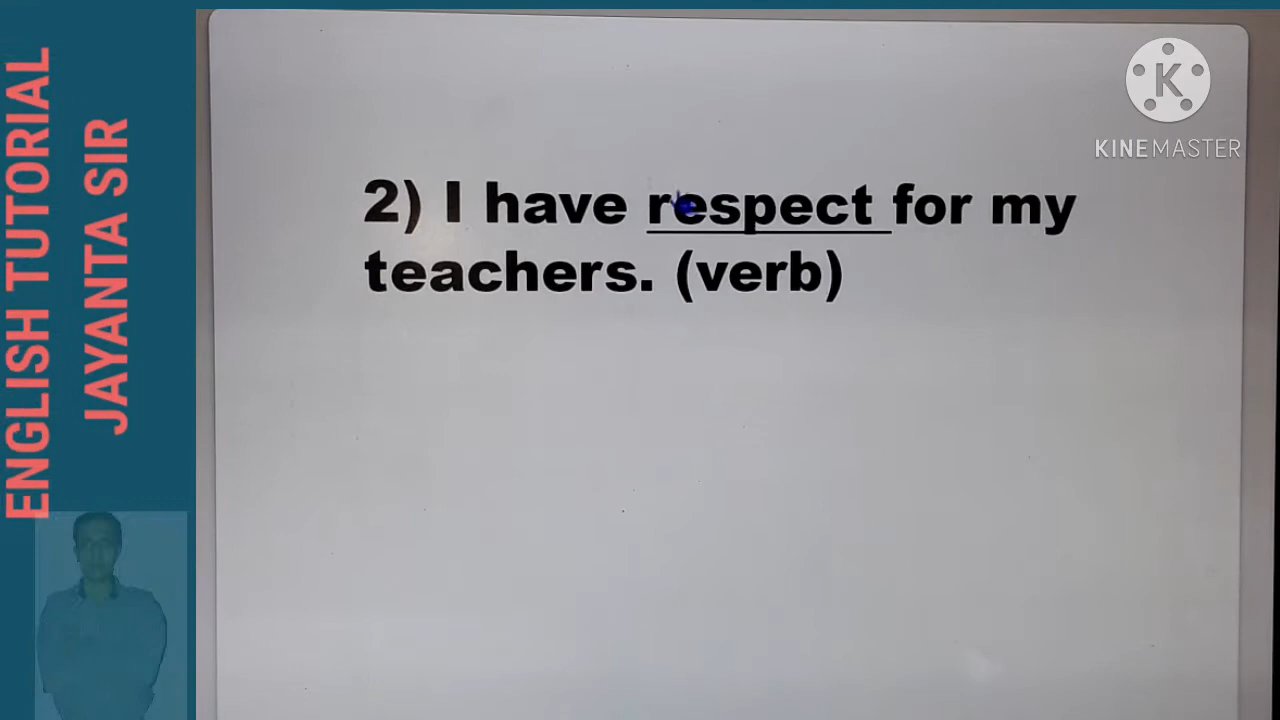 ENGLISH TUTORIAL
JAYANTA SIR
K
KINEMASTER
2) I have respect for my
teachers. (verb)